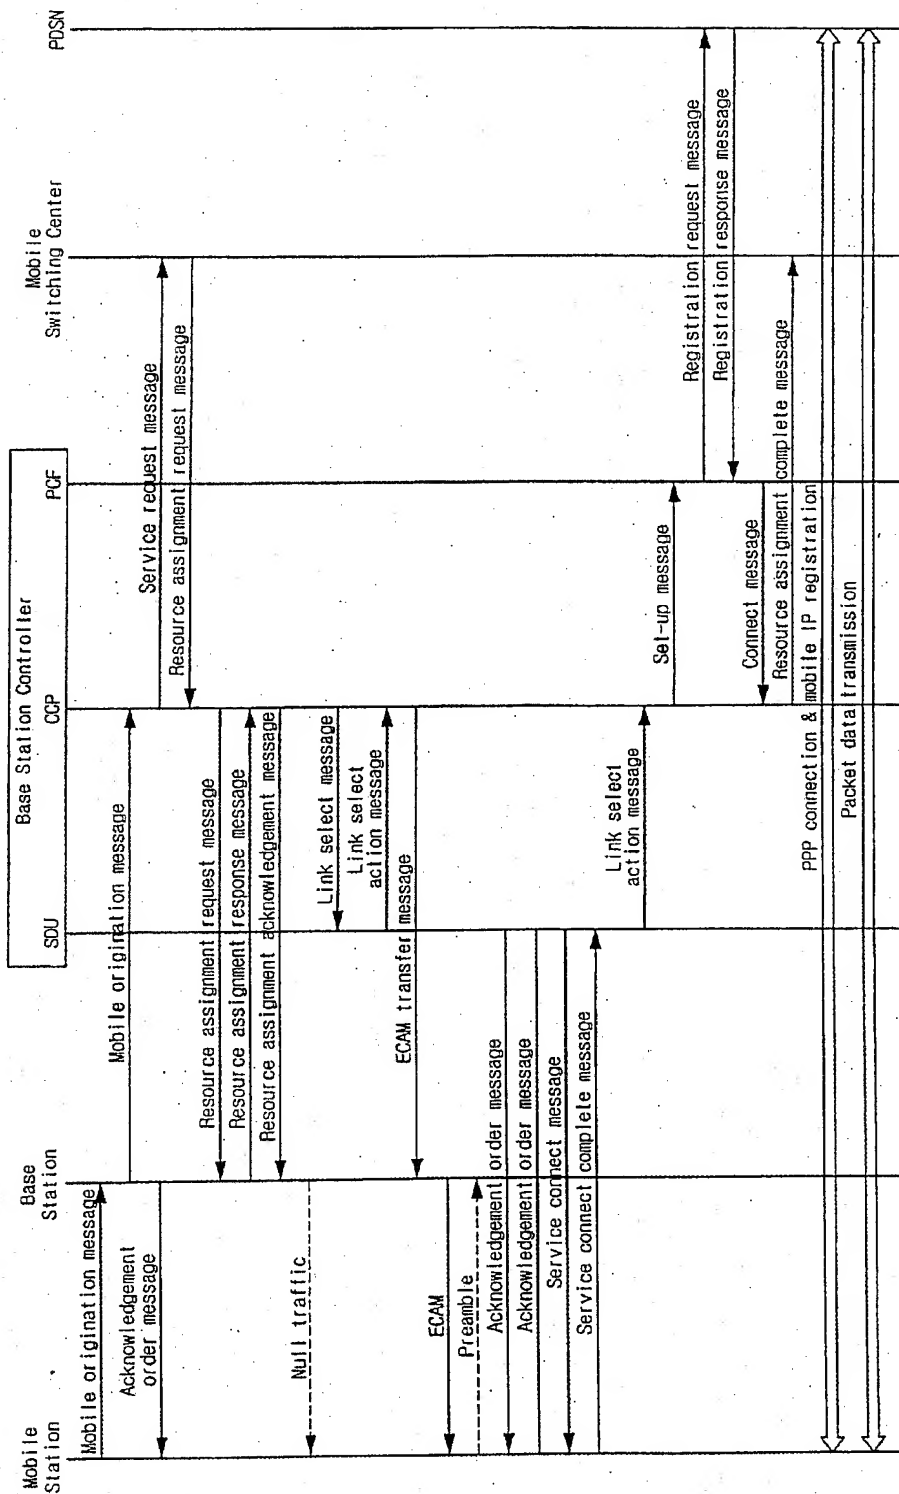 Base Station Controller
Mobile
Station
Base
Station
SDU
CCP
PCF
Mobile
Switching Center
PDSN
Mobile origination message
Mobile origination message
Acknowledgement
order message
Service request message
Resource assignment request message
Resource assignment request message
Resource assignment response message
Resource assignment acknowledgement message
Null traffic
Link select message
Link select
action message
ECAM transfer message
ECAM
Preamble
Acknowledgement order message
Acknowledgement order message
Service connect message
Service connect complete message
Link select
action message
Set-up message
Registration request message
Registration response message
Connect message
Resource assignment complete message
PPP connection & mobile IP registration
Packet data transmission